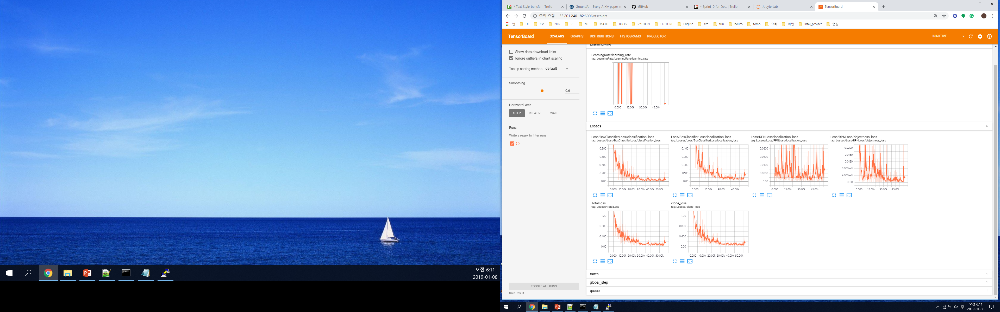 오전 6:11
2019-01-08
* Text Style transfer | Trello
GroundAI - Every ArXiv paper
GitHub
* Sprint10 for Dec. | Trello
JupyterLab
TensorBoard
주의 요함 | 35.201.240.182:6006/#scalars
앱 DL CV NLP RL ML MATH BLOG PYTHON LECTURE English etc. fun neuro temp 요리 취업 intel_project 랩실
TensorBoard SCALARS GRAPHS DISTRIBUTIONS HISTOGRAMS PROJECTOR INACTIVE
Show data download links
Ignore outliers in chart scaling
Tooltip sorting method: default
Smoothing
0.6
Horizontal Axis
STEP RELATIVE WALL
Runs
Write a regex to filter runs
.
TOGGLE ALL RUNS
train_result
LearningRate
LearningRate/learning_rate
tag: LearningRate/LearningRate/learning_rate
0.000 15.00k 30.00k 45.00k
Losses 6
Loss/BoxClassifierLoss/classification_loss
tag: Losses/Loss/BoxClassifierLoss/classification_loss
0.800
0.600
0.400
0.200
0.00
0.000 10.00k 20.00k 30.00k 40.00k 50.00k
Loss/BoxClassifierLoss/localization_loss
tag: Losses/Loss/BoxClassifierLoss/localization_loss
0.400
0.300
0.200
0.100
0.00
0.000 15.00k 30.00k 45.00k
Loss/RPNLoss/localization_loss
tag: Losses/Loss/RPNLoss/localization_loss
0.0800
0.0600
0.0400
0.0200
0.00
0.000 15.00k 30.00k 45.00k
Loss/RPNLoss/objectness_loss
tag: Losses/Loss/RPNLoss/objectness_loss
0.0200
0.0160
0.0120
8.000e-3
4.000e-3
0.00
0.000 15.00k 30.00k 45.00k
TotalLoss
tag: Losses/TotalLoss
1.20
0.800
0.400
0.00
0.000 10.00k 20.00k 30.00k 40.00k 50.00k
clone_loss
tag: Losses/clone_loss
1.20
0.800
0.400
0.00
0.000 10.00k 20.00k 30.00k 40.00k 50.00k
batch 1
global_step 1
queue 1
오전 6:11
2019-01-08